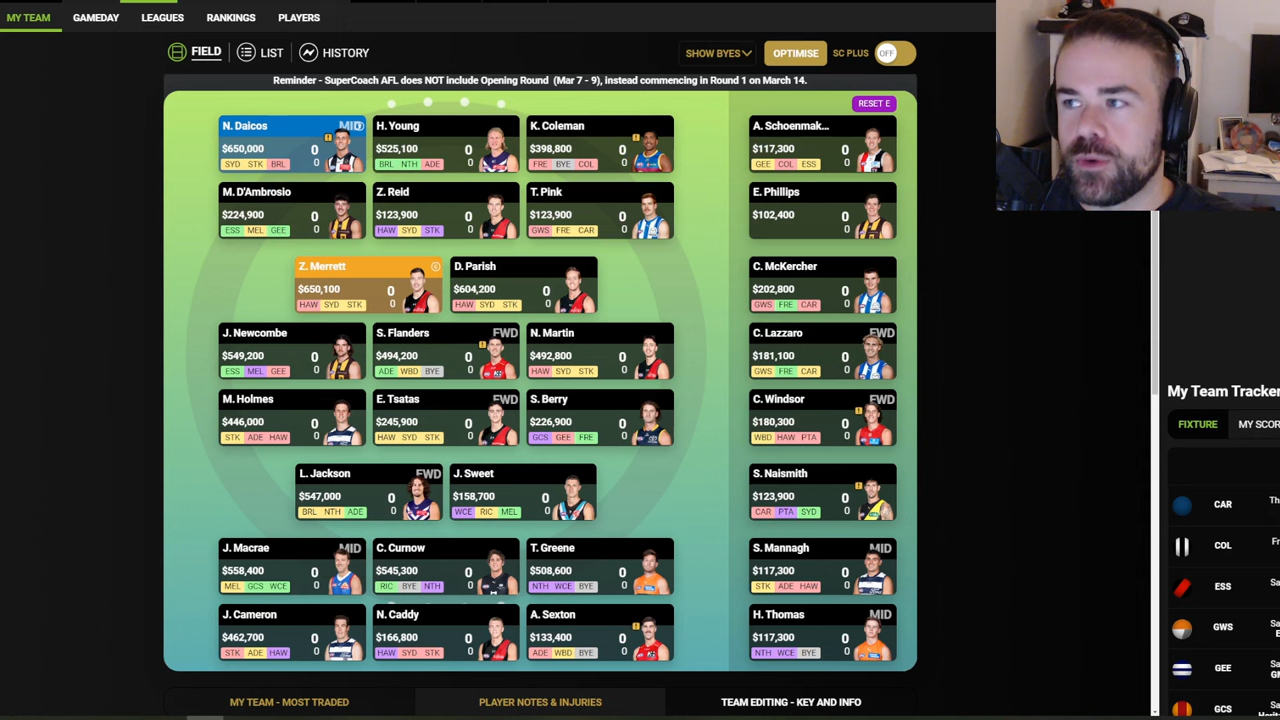 MY TEAM GAMEDAY LEAGUES RANKINGS PLAYERS
FIELD LIST HISTORY SHOW BYES OPTIMISE SC PLUS OFF
Reminder - SuperCoach AFL does NOT include Opening Round (Mar 7 - 9), instead commencing in Round 1 on March 14.
RESET E
N. Daicos MID H. Young K. Coleman A. Schoenmak...
$650,000 0 $525,100 0 $398,800 0 $117,300 0
0 0 0 0
SYD STK BRL BRL NTH ADE FRE BYE COL GEE COL ESS
M. D'Ambrosio Z. Reid T. Pink E. Phillips
$224,900 0 $123,900 0 $123,900 0 $102,400 0
0 0 0 0
ESS MEL GEE HAW SYD STK GWS FRE CAR
Z. Merrett C D. Parish C. McKercher
$650,100 0 $604,200 0 $202,800 0
0 0 0
HAW SYD STK HAW SYD STK GWS FRE CAR
J. Newcombe S. Flanders FWD N. Martin C. Lazzaro FWD
$549,200 0 $494,200 0 $492,800 0 $181,100 0
0 0 0 0
ESS MEL GEE ADE WBD BYE HAW SYD STK GWS FRE CAR
M. Holmes E. Tsatas FWD S. Berry C. Windsor FWD
$446,000 0 $245,900 0 $226,900 0 $180,300 0
0 0 0 0
STK ADE HAW HAW SYD STK GCS GEE FRE WBD HAW PTA
L. Jackson FWD J. Sweet S. Naismith
$547,000 0 $158,700 0 $123,900 0
0 0 0
BRL NTH ADE WCE RIC MEL CAR PTA SYD
J. Macrae MID C. Curnow T. Greene S. Mannagh MID
$558,400 0 $545,300 0 $508,600 0 $117,300 0
0 0 0 0
MEL GCS WCE RIC BYE NTH NTH WCE BYE STK ADE HAW
J. Cameron N. Caddy A. Sexton H. Thomas MID
$462,700 0 $166,800 0 $133,400 0 $117,300 0
0 0 0 0
STK ADE HAW HAW SYD STK ADE WBD BYE NTH WCE BYE
MY TEAM - MOST TRADED PLAYER NOTES & INJURIES TEAM EDITING - KEY AND INFO
My Team Tracker
FIXTURE MY SCOR
CAR Th
COL Fr
ESS Sa
GWS Sa
GEE Sa
GCS Sa